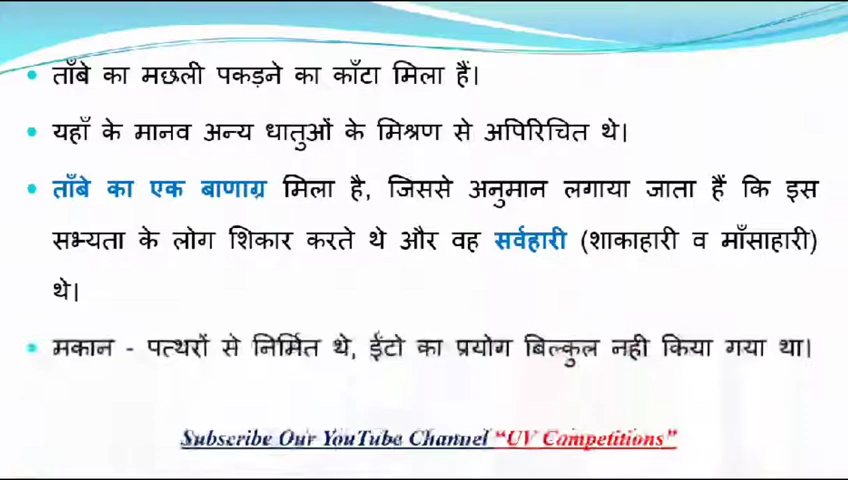 ताँबे का मछली पकड़ने का काँटा मिला हैं।
यहाँ के मानव अन्य धातुओं के मिश्रण से अपिरिचित थे।
ताँबे का एक बाणाग्र मिला है, जिससे अनुमान लगाया जाता हैं कि इस
सभ्यता के लोग शिकार करते थे और वह सर्वहारी (शाकाहारी व माँसाहारी)
थे।
मकान - पत्थरों से निर्मित थे, ईंटो का प्रयोग बिल्कुल नही किया गया था।
Subscribe Our YouTube Channel “UV Competitions”